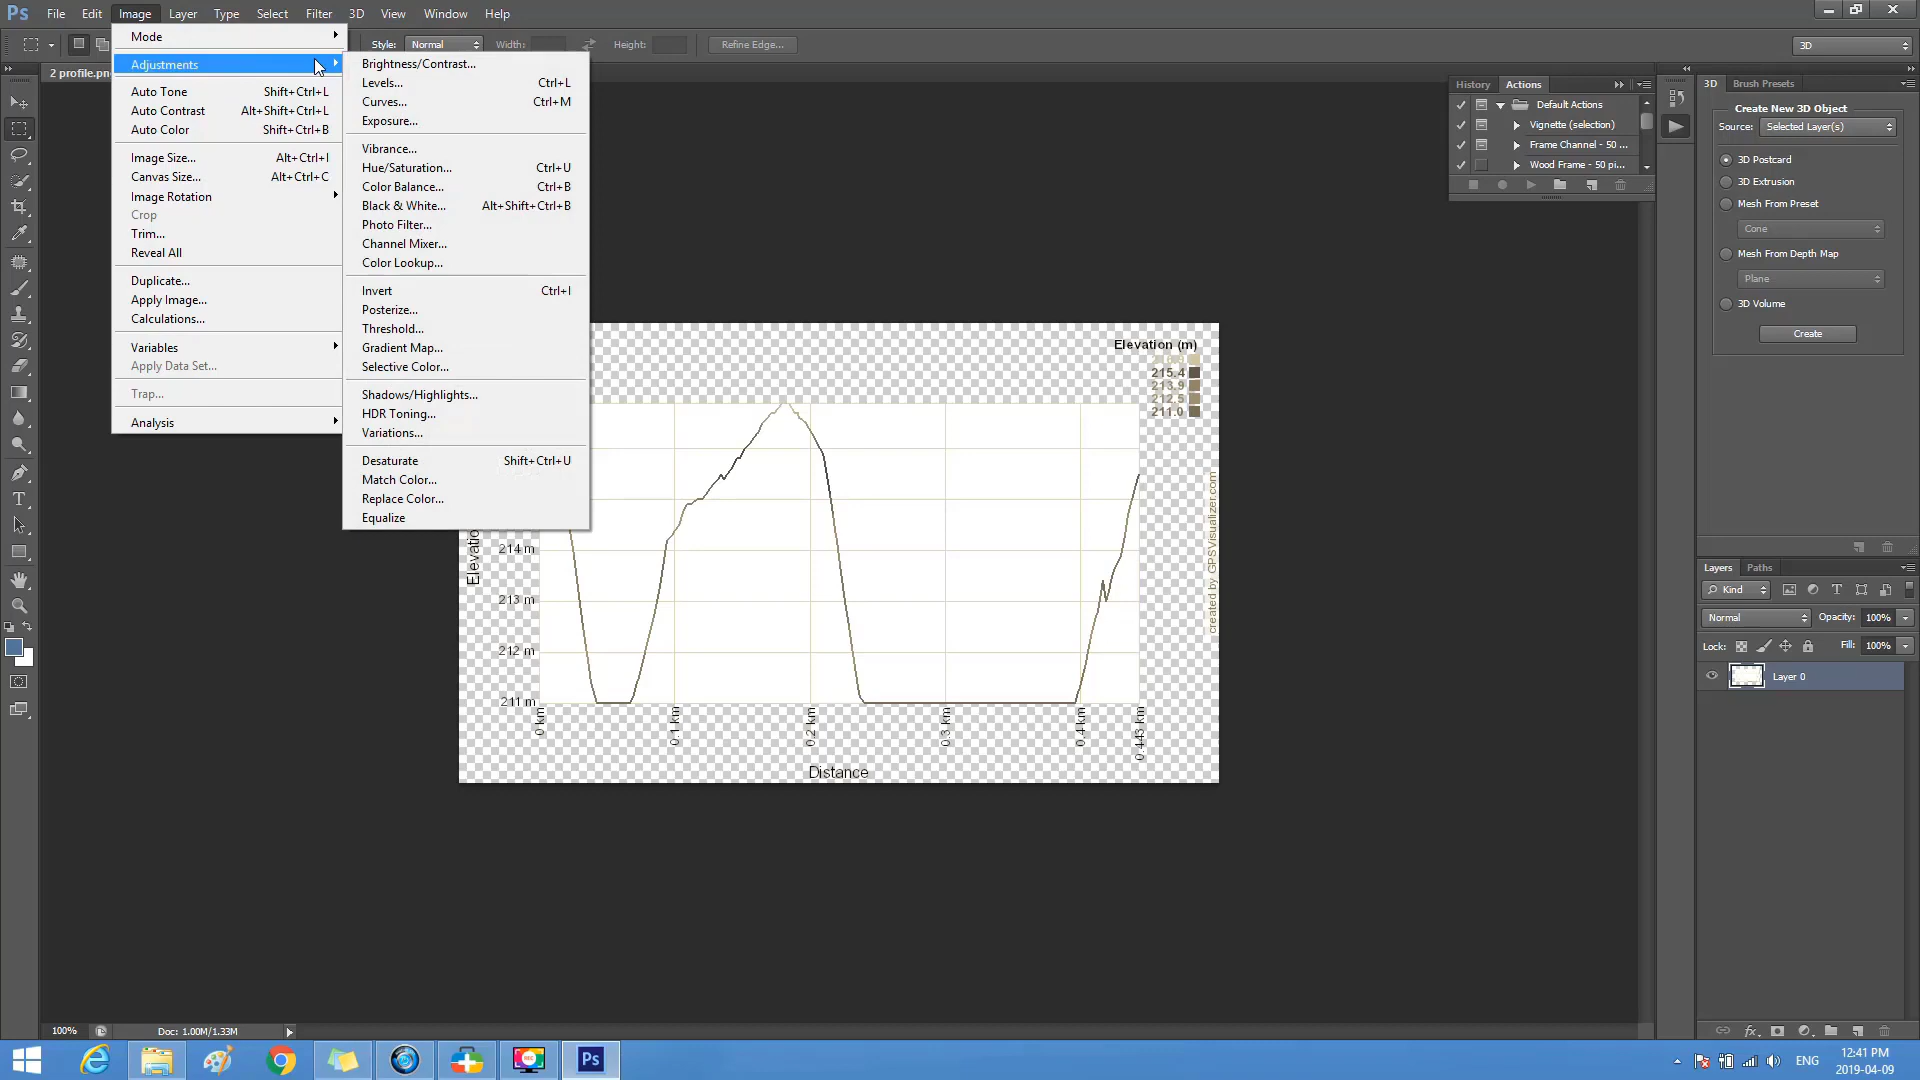 Ps File Edit Image Layer Type Select Filter 3D View Window Help
Style: Normal Width: Height: Refine Edge... 3D
2 profile.pn
Mode
Adjustments
Auto Tone Shift+Ctrl+L
Auto Contrast Alt+Shift+Ctrl+L
Auto Color Shift+Ctrl+B
Image Size... Alt+Ctrl+I
Canvas Size... Alt+Ctrl+C
Image Rotation
Crop
Trim...
Reveal All
Duplicate...
Apply Image...
Calculations...
Variables
Apply Data Set...
Trap...
Analysis
Brightness/Contrast...
Levels... Ctrl+L
Curves... Ctrl+M
Exposure...
Vibrance...
Hue/Saturation... Ctrl+U
Color Balance... Ctrl+B
Black & White... Alt+Shift+Ctrl+B
Photo Filter...
Channel Mixer...
Color Lookup...
Invert Ctrl+I
Posterize...
Threshold...
Gradient Map...
Selective Color...
Shadows/Highlights...
HDR Toning...
Variations...
Desaturate Shift+Ctrl+U
Match Color...
Replace Color...
Equalize
Elevation (m)
215.4
213.9
212.5
211.0
Elevatio
214 m
213 m
212 m
211 m
0 km
0.1 km
0.2 km
0.3 km
0.4 km
0.443 km
Distance
created by GPSVisualizer.com
History Actions
Default Actions
Vignette (selection)
Frame Channel - 50 ...
Wood Frame - 50 pi...
3D Brush Presets
Create New 3D Object
Source: Selected Layer(s)
3D Postcard
3D Extrusion
Mesh From Preset
Cone
Mesh From Depth Map
Plane
3D Volume
Create
Layers Paths
Kind
Normal Opacity: 100%
Lock: Fill: 100%
Layer 0
100% Doc: 1.00M/1.33M
REC
Ps
ENG
12:41 PM
2019-04-09